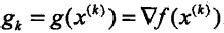 g_k = g(x^{(k)}) = ∇f(x^{(k)})